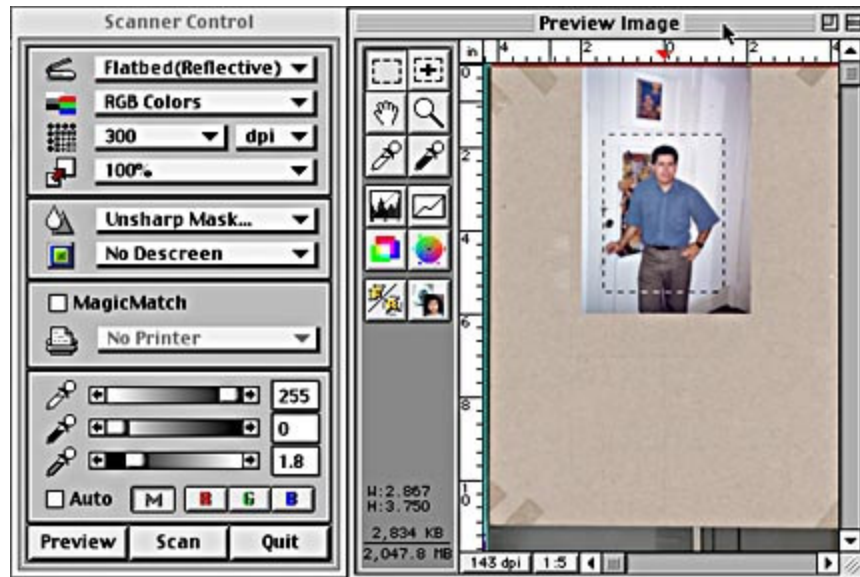 Scanner Control
Flatbed(Reflective)
RGB Colors
300 dpi
100%
Unsharp Mask...
No Descreen
MagicMatch
No Printer
255
0
1.8
Auto M R G B
Preview Scan Quit
Preview Image
in 4 2 0 2 4
0
2
4
6
8
10
W:2.867
H:3.750
2,834 KB
2,047.8 MB
143 dpi 1:5